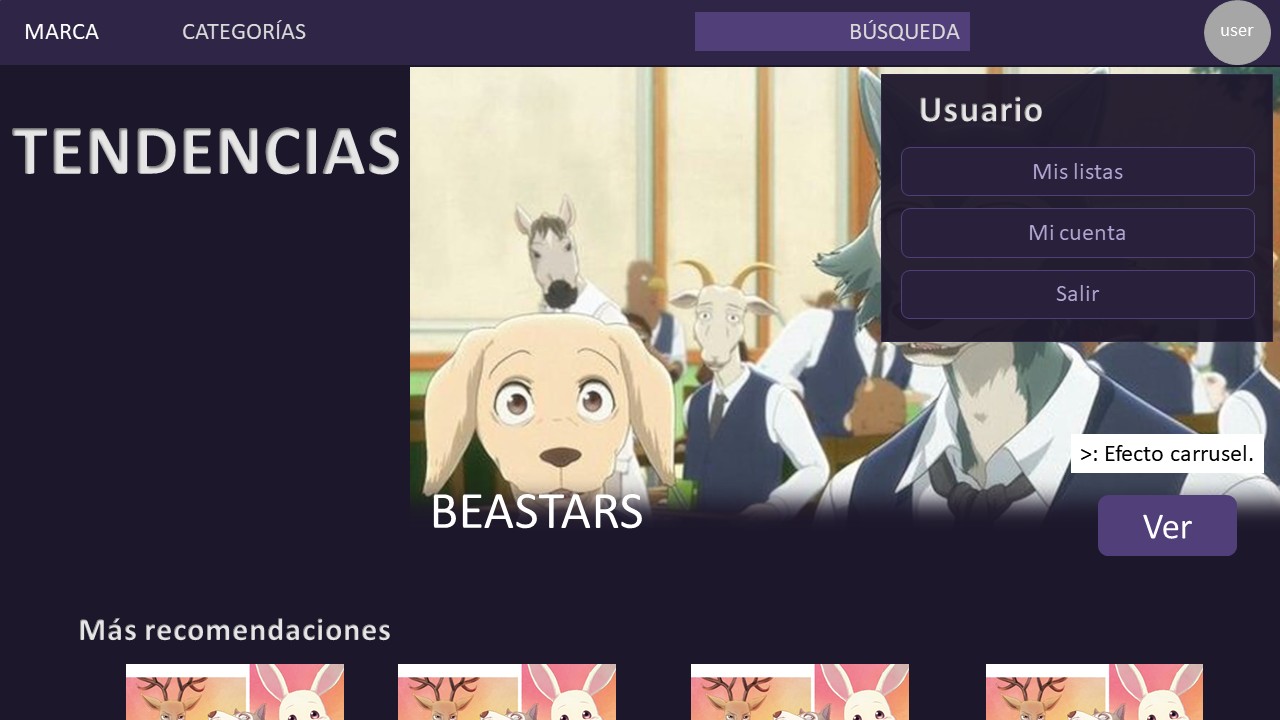 MARCA
CATEGORÍAS
BÚSQUEDA
user
TENDENCIAS
Usuario
Mis listas
Mi cuenta
Salir
>: Efecto carrusel.
BEASTARS
Ver
Más recomendaciones